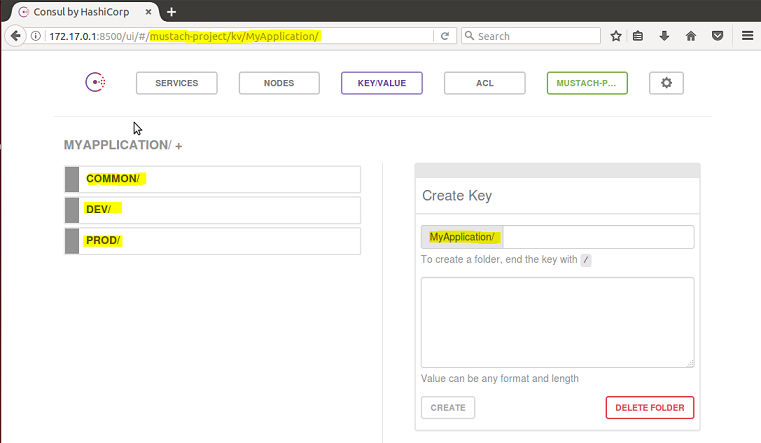 Consul by HashiCorp
172.17.0.1:8500/ui/#/mustach-project/kv/MyApplication/
Search
SERVICES
NODES
KEY/VALUE
ACL
MUSTACH-P...
MYAPPLICATION/ +
COMMON/
DEV/
PROD/
Create Key
MyApplication/
To create a folder, end the key with /
Value can be any format and length
CREATE
DELETE FOLDER